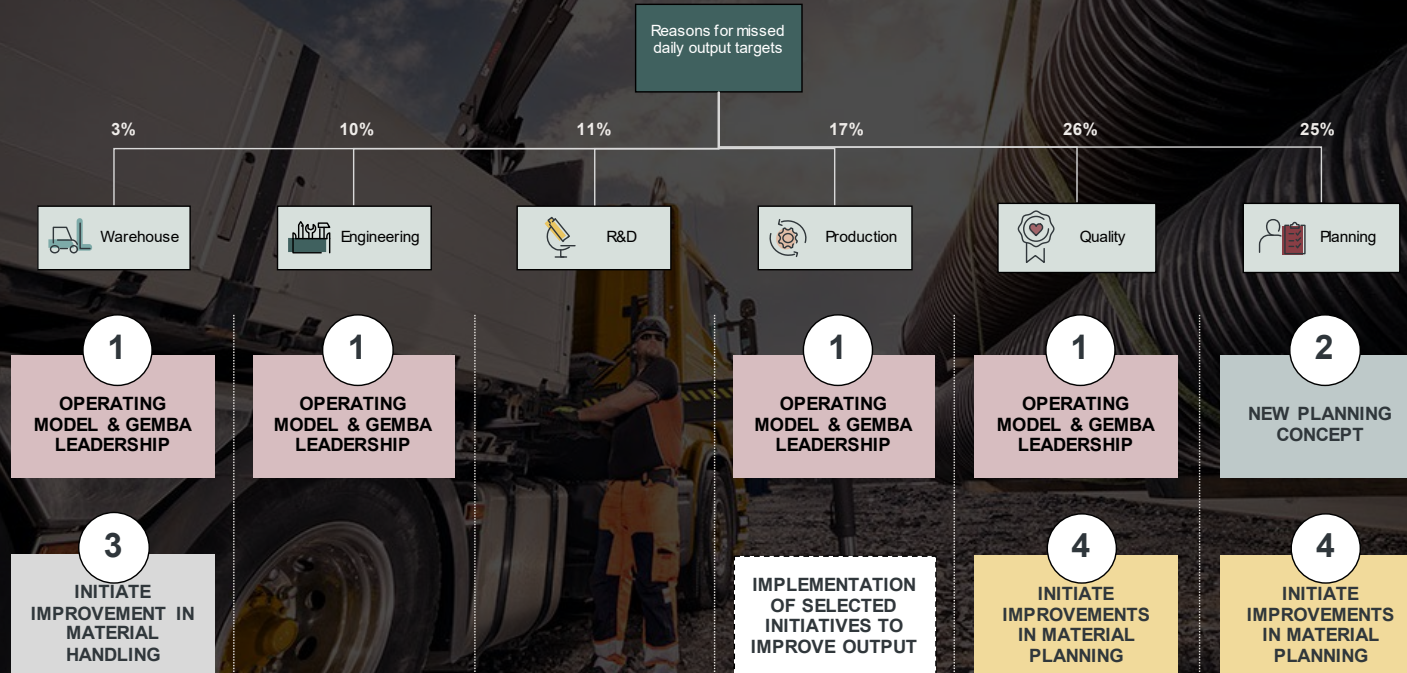 Reasons for missed
daily output targets
3%
10%
11%
17%
26%
25%
Warehouse
Engineering
R&D
Production
Quality
Planning
1
OPERATING
MODEL & GEMBA
LEADERSHIP
1
OPERATING
MODEL & GEMBA
LEADERSHIP
1
OPERATING
MODEL & GEMBA
LEADERSHIP
1
OPERATING
MODEL & GEMBA
LEADERSHIP
2
NEW PLANNING
CONCEPT
3
INITIATE
IMPROVEMENT IN
MATERIAL
HANDLING
IMPLEMENTATION
OF SELECTED
INITIATIVES TO
IMPROVE OUTPUT
4
INITIATE
IMPROVEMENTS
IN MATERIAL
PLANNING
4
INITIATE
IMPROVEMENTS
IN MATERIAL
PLANNING